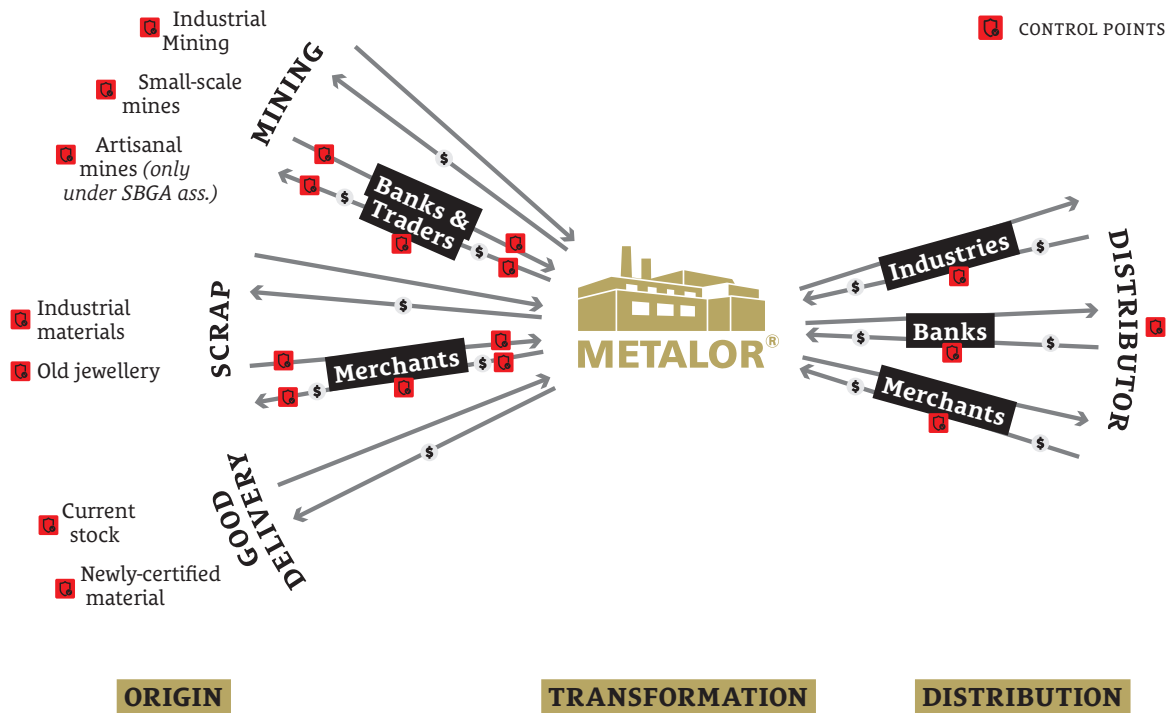 Industrial
Mining
CONTROL POINTS
Small-scale
mines
MINING
Artisanal
mines (only
under SBGA ass.)
$
$
Banks &
Traders
$
SCRAP
Industrial
materials
Old jewellery
$
Merchants
$
$
GOOD
DELIVERY
$
Current
stock
Newly-certified
material
METALOR®
Industries
$
$
Banks
$
$
Merchants
$
$
DISTRIBUTOR
ORIGIN
TRANSFORMATION
DISTRIBUTION